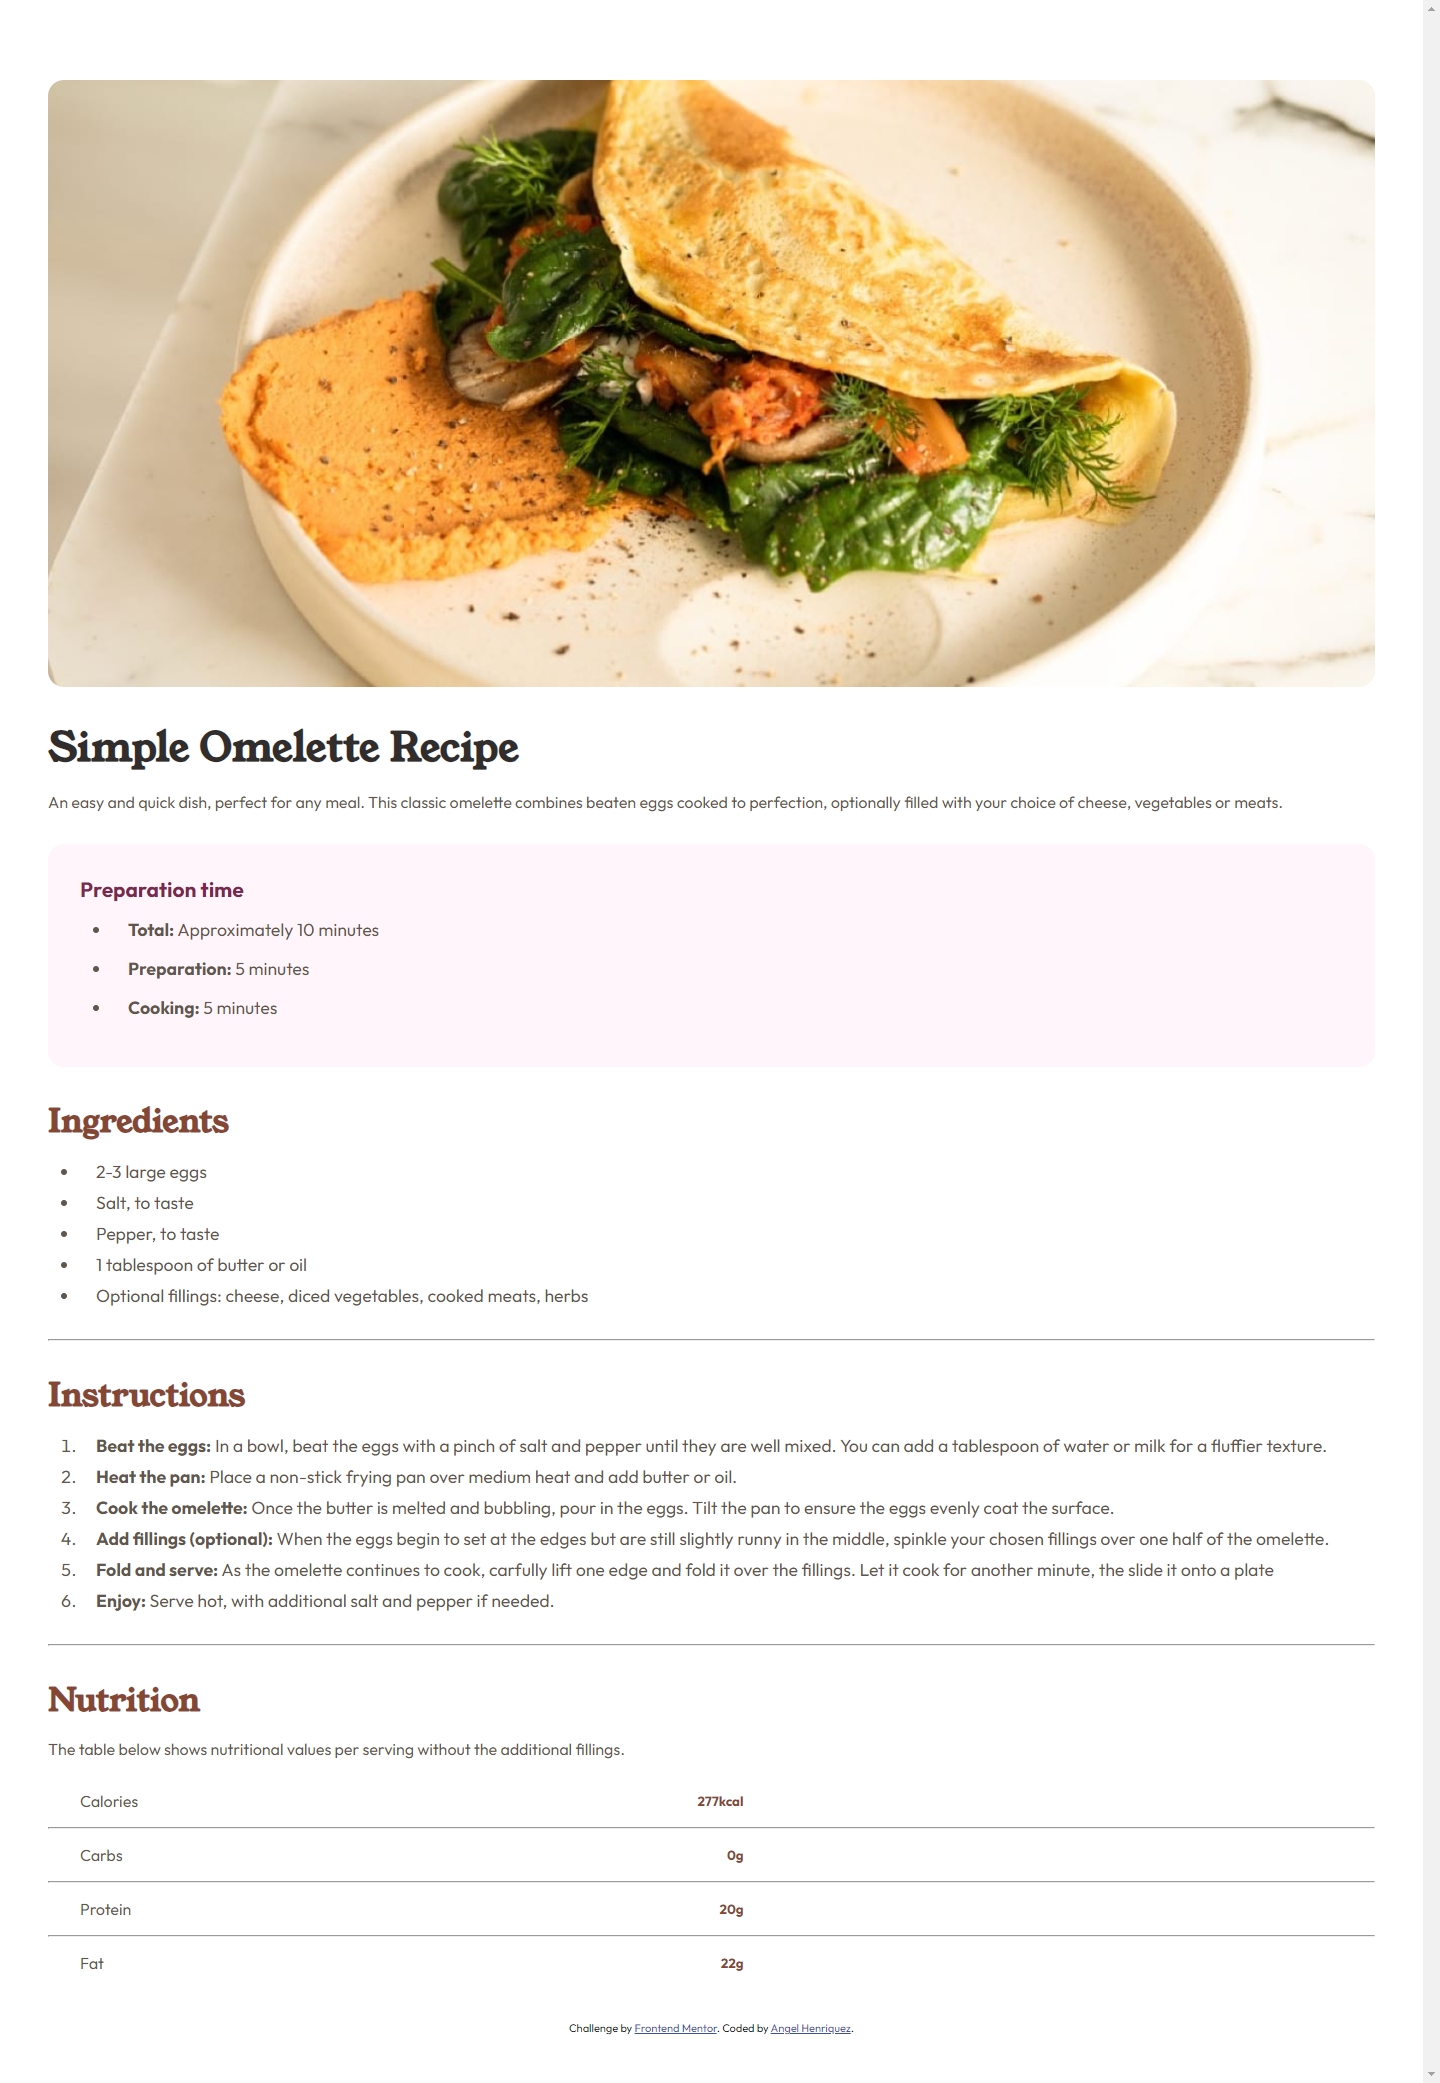 Simple Omelette Recipe
An easy and quick dish, perfect for any meal. This classic omelette combines beaten eggs cooked to perfection, optionally filled with your choice of cheese, vegetables or meats.
Preparation time
• Total: Approximately 10 minutes
• Preparation: 5 minutes
• Cooking: 5 minutes
Ingredients
• 2-3 large eggs
• Salt, to taste
• Pepper, to taste
• 1 tablespoon of butter or oil
• Optional fillings: cheese, diced vegetables, cooked meats, herbs
Instructions
1. Beat the eggs: In a bowl, beat the eggs with a pinch of salt and pepper until they are well mixed. You can add a tablespoon of water or milk for a fluffier texture.
2. Heat the pan: Place a non-stick frying pan over medium heat and add butter or oil.
3. Cook the omelette: Once the butter is melted and bubbling, pour in the eggs. Tilt the pan to ensure the eggs evenly coat the surface.
4. Add fillings (optional): When the eggs begin to set at the edges but are still slightly runny in the middle, spinkle your chosen fillings over one half of the omelette.
5. Fold and serve: As the omelette continues to cook, carfully lift one edge and fold it over the fillings. Let it cook for another minute, the slide it onto a plate
6. Enjoy: Serve hot, with additional salt and pepper if needed.
Nutrition
The table below shows nutritional values per serving without the additional fillings.
Calories 277kcal
Carbs 0g
Protein 20g
Fat 22g
Challenge by Frontend Mentor. Coded by Angel Henriquez.